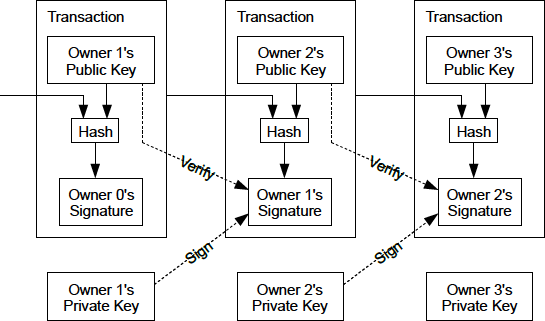 Transaction
Owner 1's
Public Key
Hash
Owner 0's
Signature
Verify
Transaction
Owner 2's
Public Key
Hash
Owner 1's
Signature
Verify
Transaction
Owner 3's
Public Key
Hash
Owner 2's
Signature
Owner 1's
Private Key
Sign
Owner 2's
Private Key
Sign
Owner 3's
Private Key